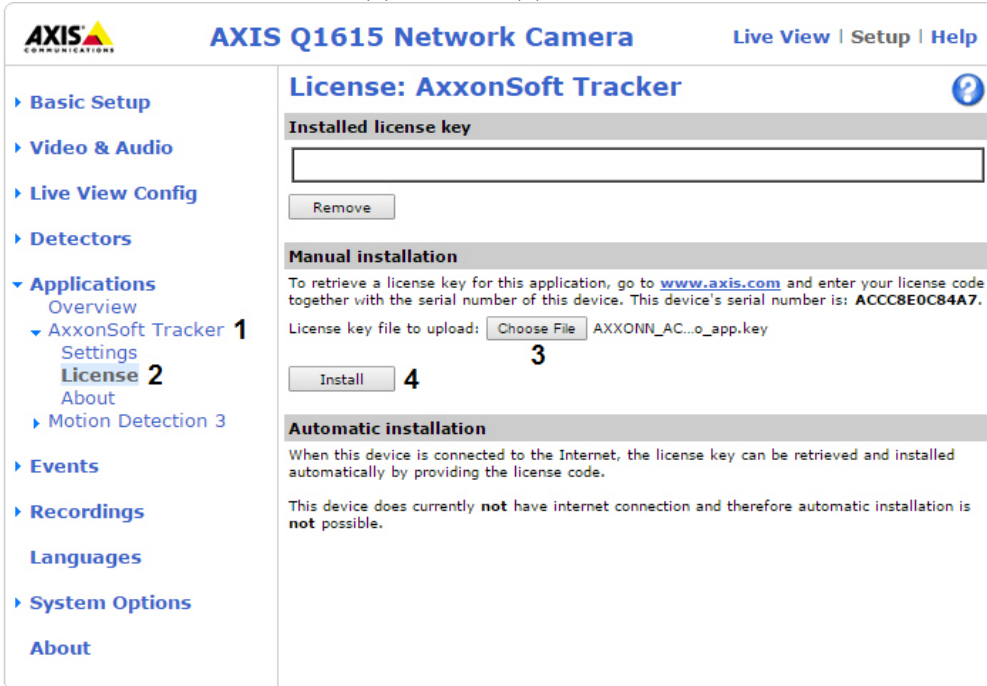 AXIS
COMMUNICATIONS
AXIS Q1615 Network Camera
Live View | Setup | Help
Basic Setup
Video & Audio
Live View Config
Detectors
Applications
Overview
AxxonSoft Tracker 1
Settings
License 2
About
Motion Detection 3
Events
Recordings
Languages
System Options
About
License: AxxonSoft Tracker
?
Installed license key
Remove
Manual installation
To retrieve a license key for this application, go to www.axis.com and enter your license code
together with the serial number of this device. This device's serial number is: ACCC8E0C84A7.
License key file to upload: Choose File AXXONN_AC...o_app.key
3
Install 4
Automatic installation
When this device is connected to the Internet, the license key can be retrieved and installed
automatically by providing the license code.
This device does currently not have internet connection and therefore automatic installation is
not possible.